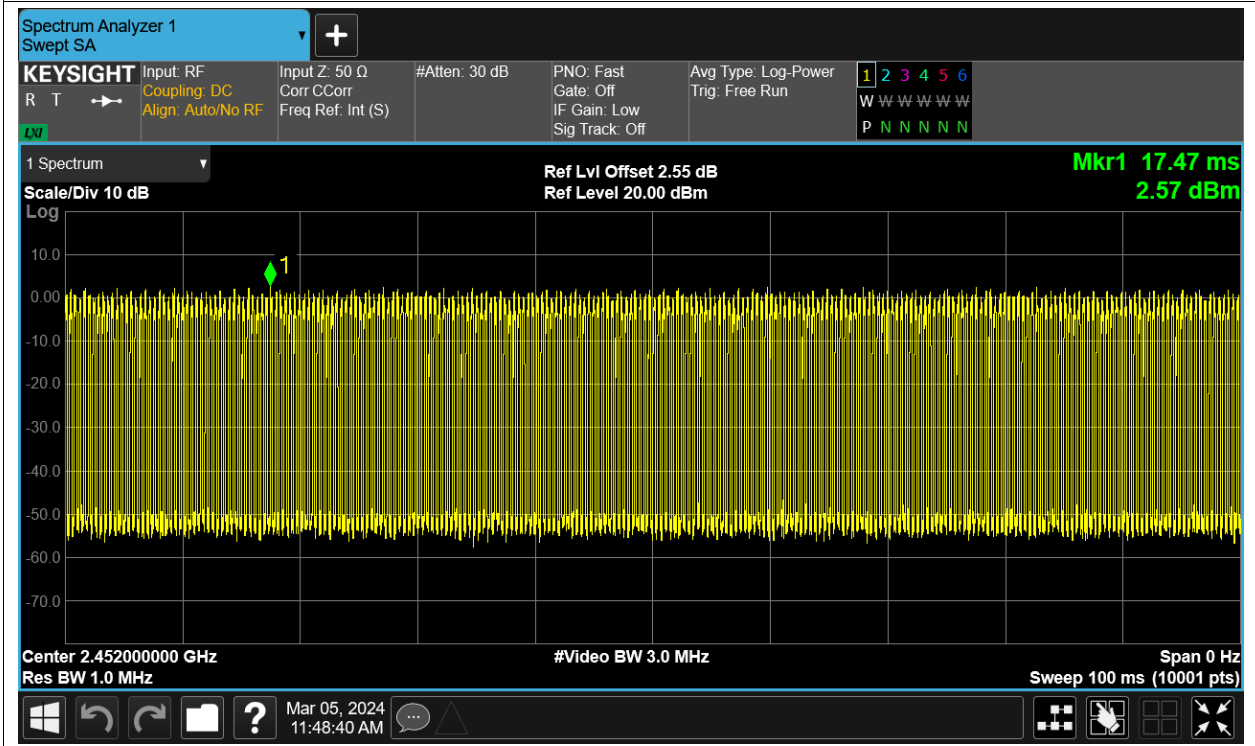 Spectrum Analyzer 1
Swept SA
+
KEYSIGHT
R T
LXI
Input: RF
Coupling: DC
Align: Auto/No RF
Input Z: 50 Ω
Corr CCorr
Freq Ref: Int (S)
#Atten: 30 dB
PNO: Fast
Gate: Off
IF Gain: Low
Sig Track: Off
Avg Type: Log-Power
Trig: Free Run
1 2 3 4 5 6
W W W W W W
P N N N N N
1 Spectrum
Scale/Div 10 dB
Log
Ref Lvl Offset 2.55 dB
Ref Level 20.00 dBm
Mkr1 17.47 ms
2.57 dBm
1
10.0
0.00
-10.0
-20.0
-30.0
-40.0
-50.0
-60.0
-70.0
Center 2.452000000 GHz
Res BW 1.0 MHz
#Video BW 3.0 MHz
Span 0 Hz
Sweep 100 ms (10001 pts)
?
Mar 05, 2024
11:48:40 AM